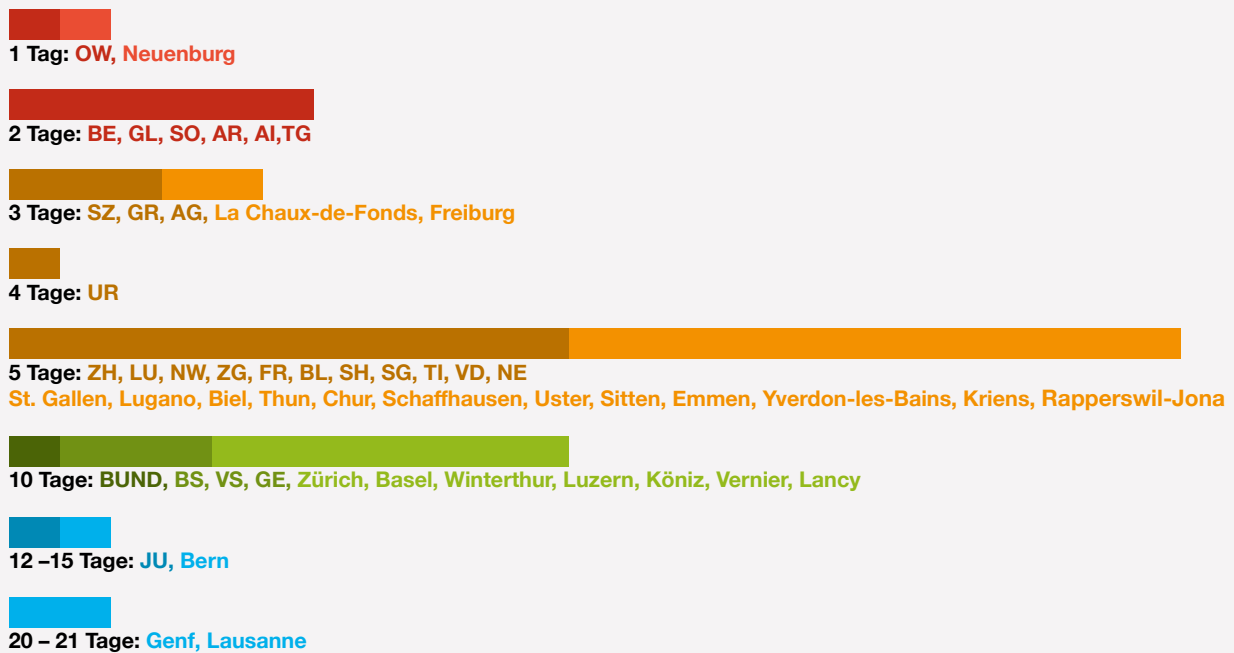 1 Tag: OW, Neuenburg
2 Tage: BE, GL, SO, AR, AI,TG
3 Tage: SZ, GR, AG, La Chaux-de-Fonds, Freiburg
4 Tage: UR
5 Tage: ZH, LU, NW, ZG, FR, BL, SH, SG, TI, VD, NE
St. Gallen, Lugano, Biel, Thun, Chur, Schaffhausen, Uster, Sitten, Emmen, Yverdon-les-Bains, Kriens, Rapperswil-Jona
10 Tage: BUND, BS, VS, GE, Zürich, Basel, Winterthur, Luzern, Köniz, Vernier, Lancy
12 –15 Tage: JU, Bern
20 – 21 Tage: Genf, Lausanne